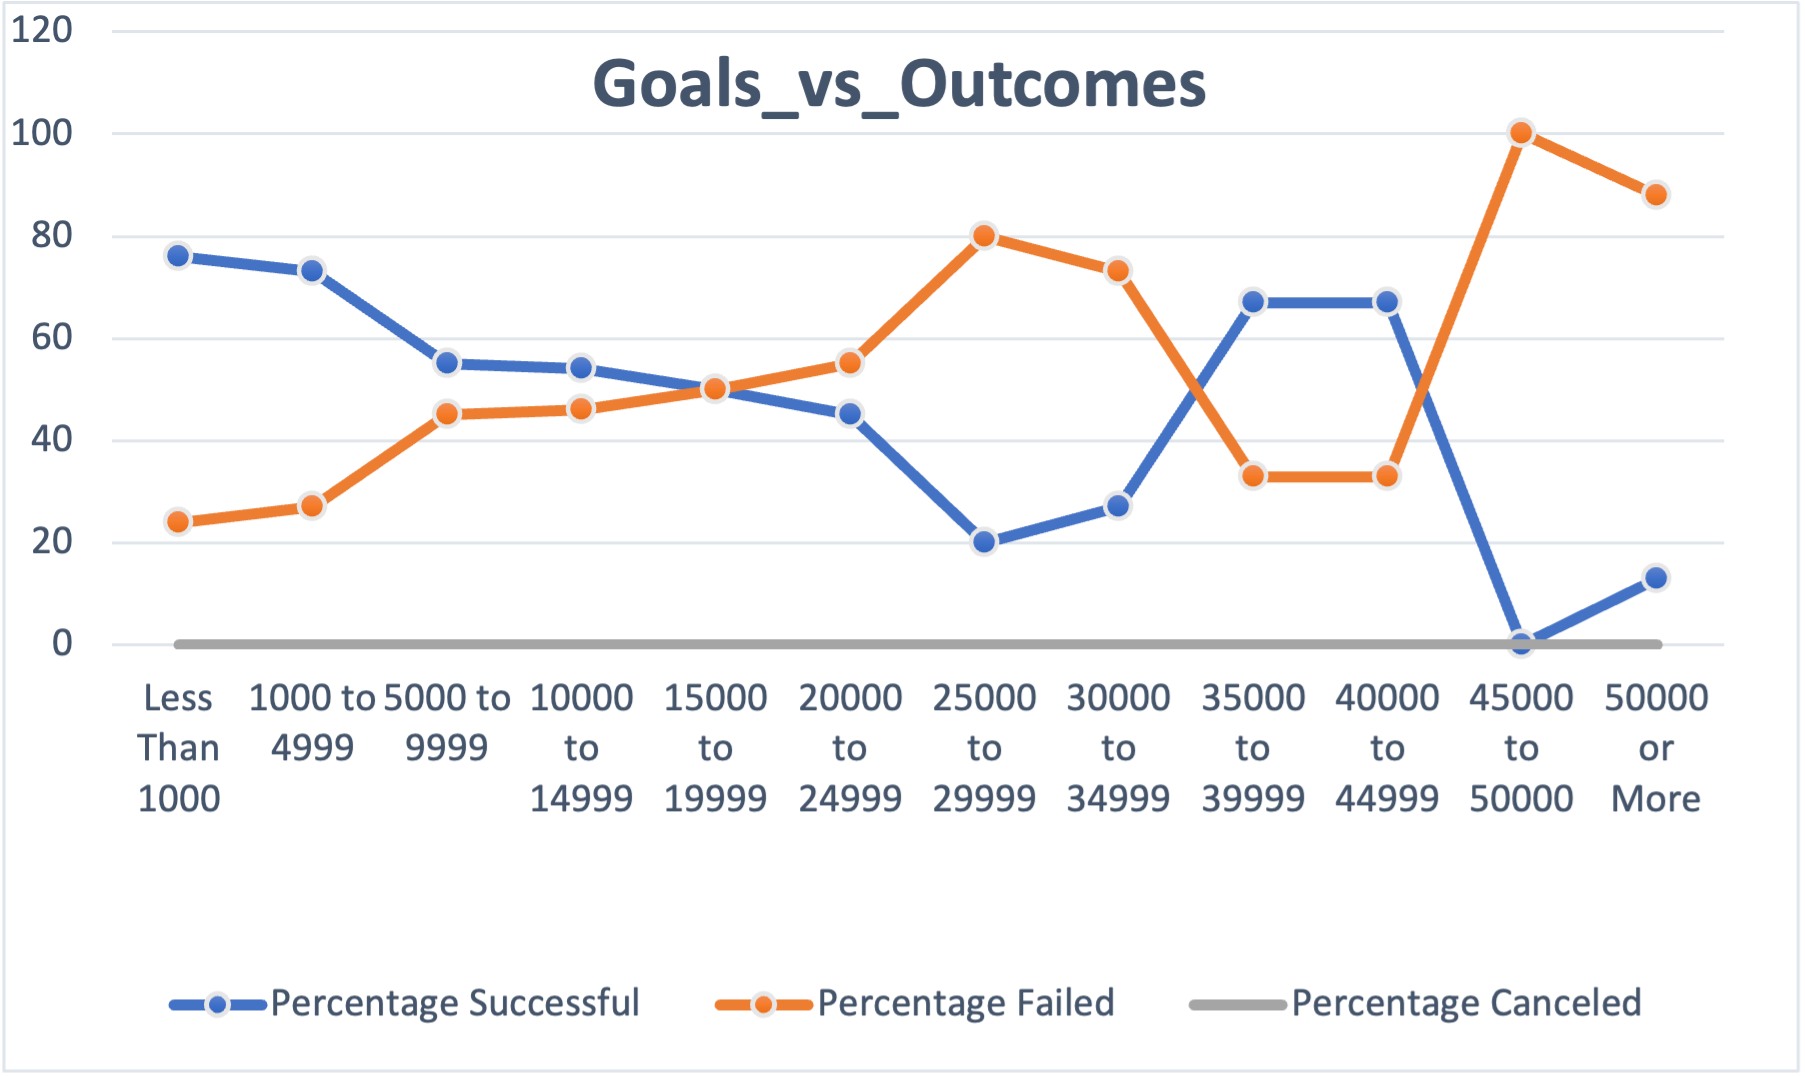 Goals_vs_Outcomes
120
100
80
60
40
20
0
Less Than 1000
1000 to 4999
5000 to 9999
10000 to 14999
15000 to 19999
20000 to 24999
25000 to 29999
30000 to 34999
35000 to 39999
40000 to 44999
45000 to 50000
50000 or More
Percentage Successful
Percentage Failed
Percentage Canceled